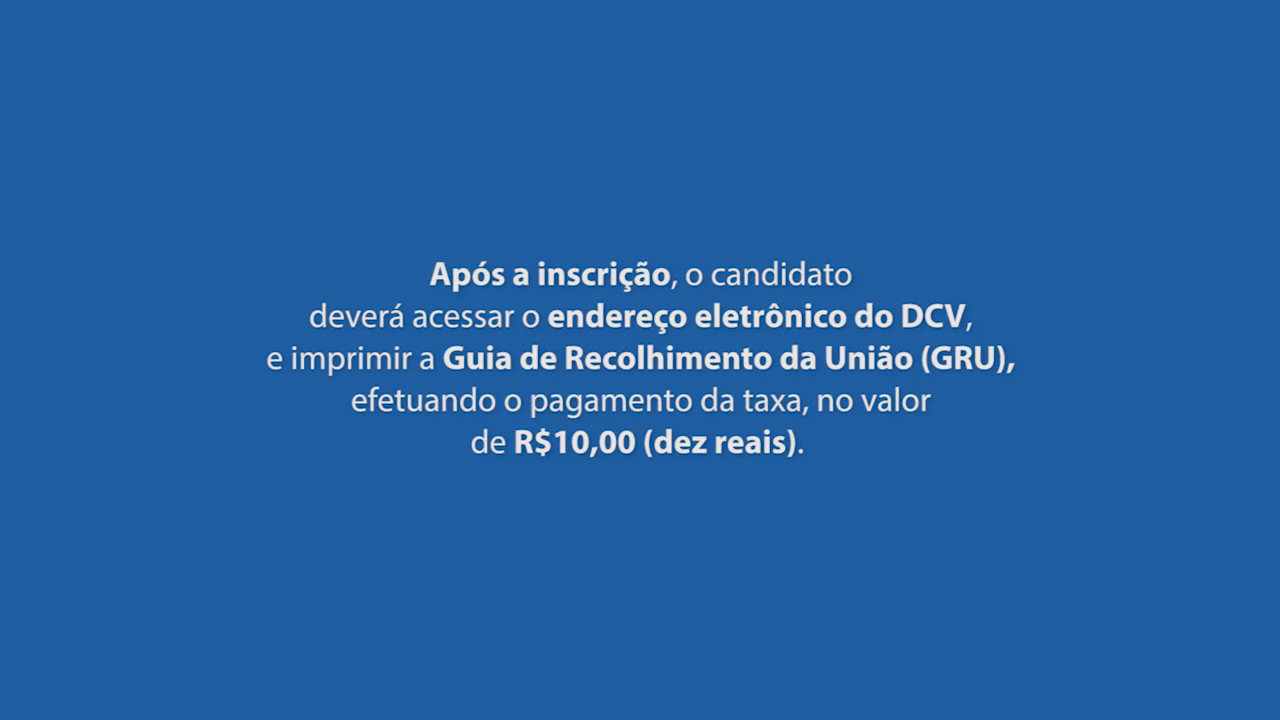 Após a inscrição, o candidato
deverá acessar o endereço eletrônico do DCV,
e imprimir a Guia de Recolhimento da União (GRU),
efetuando o pagamento da taxa, no valor
de R$10,00 (dez reais).